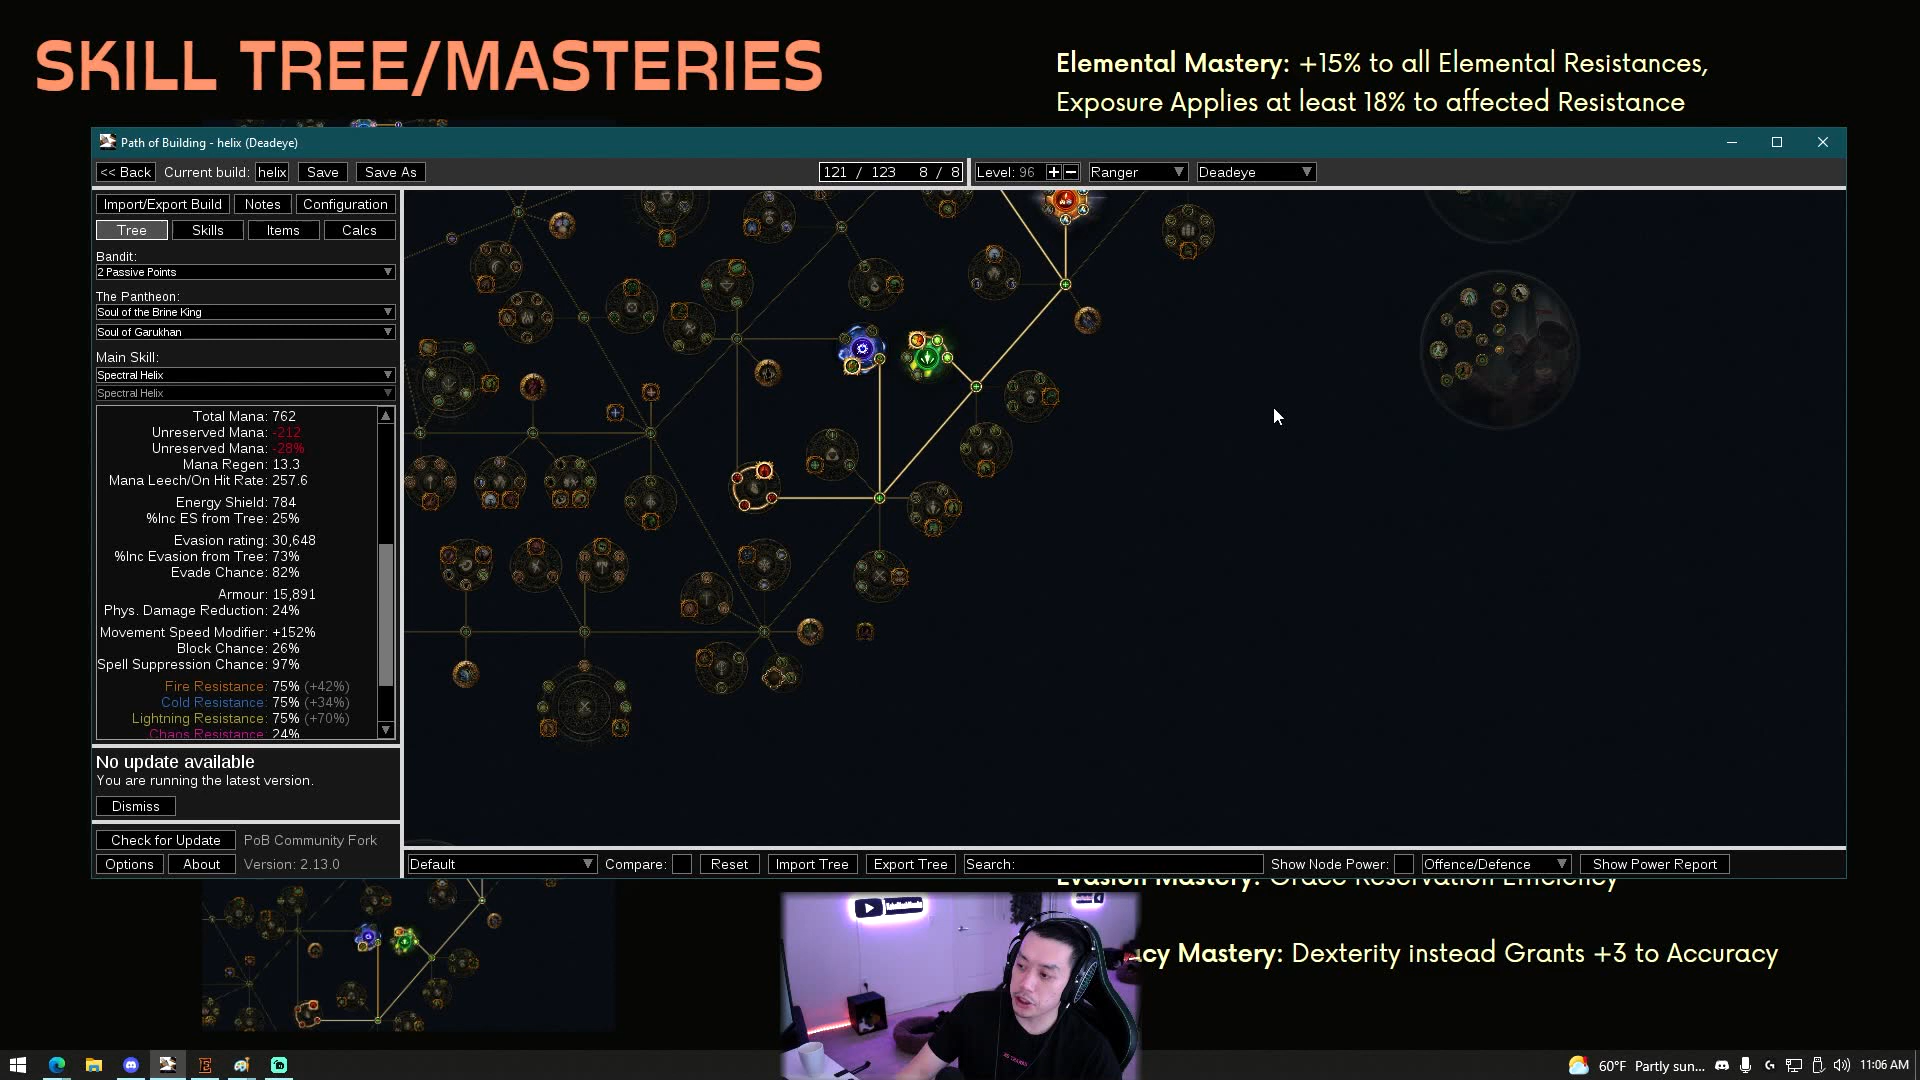 SKILL TREE/MASTERIES
Elemental Mastery: +15% to all Elemental Resistances,
Exposure Applies at least 18% to affected Resistance
Path of Building - helix (Deadeye)
<< Back Current build: helix Save Save As 121 / 123 8 / 8 Level: 96 + - Ranger Deadeye
Import/Export Build Notes Configuration
Tree Skills Items Calcs
Bandit:
2 Passive Points
The Pantheon:
Soul of the Brine King
Soul of Garukhan
Main Skill:
Spectral Helix
Spectral Helix
Total Mana: 762
Unreserved Mana: -212
Unreserved Mana: -28%
Mana Regen: 13.3
Mana Leech/On Hit Rate: 257.6
Energy Shield: 784
%Inc ES from Tree: 25%
Evasion rating: 30,648
%Inc Evasion from Tree: 73%
Evade Chance: 82%
Armour: 15,891
Phys. Damage Reduction: 24%
Movement Speed Modifier: +152%
Block Chance: 26%
Spell Suppression Chance: 97%
Fire Resistance: 75% (+42%)
Cold Resistance: 75% (+34%)
Lightning Resistance: 75% (+70%)
Chaos Resistance: 24%
No update available
You are running the latest version.
Dismiss
Check for Update PoB Community Fork
Options About Version: 2.13.0
Default Compare: Reset Import Tree Export Tree Search: Show Node Power: Offence/Defence Show Power Report
Evasion Mastery: Grace Reservation Efficiency
acy Mastery: Dexterity instead Grants +3 to Accuracy
60°F Partly sun... 11:06 AM